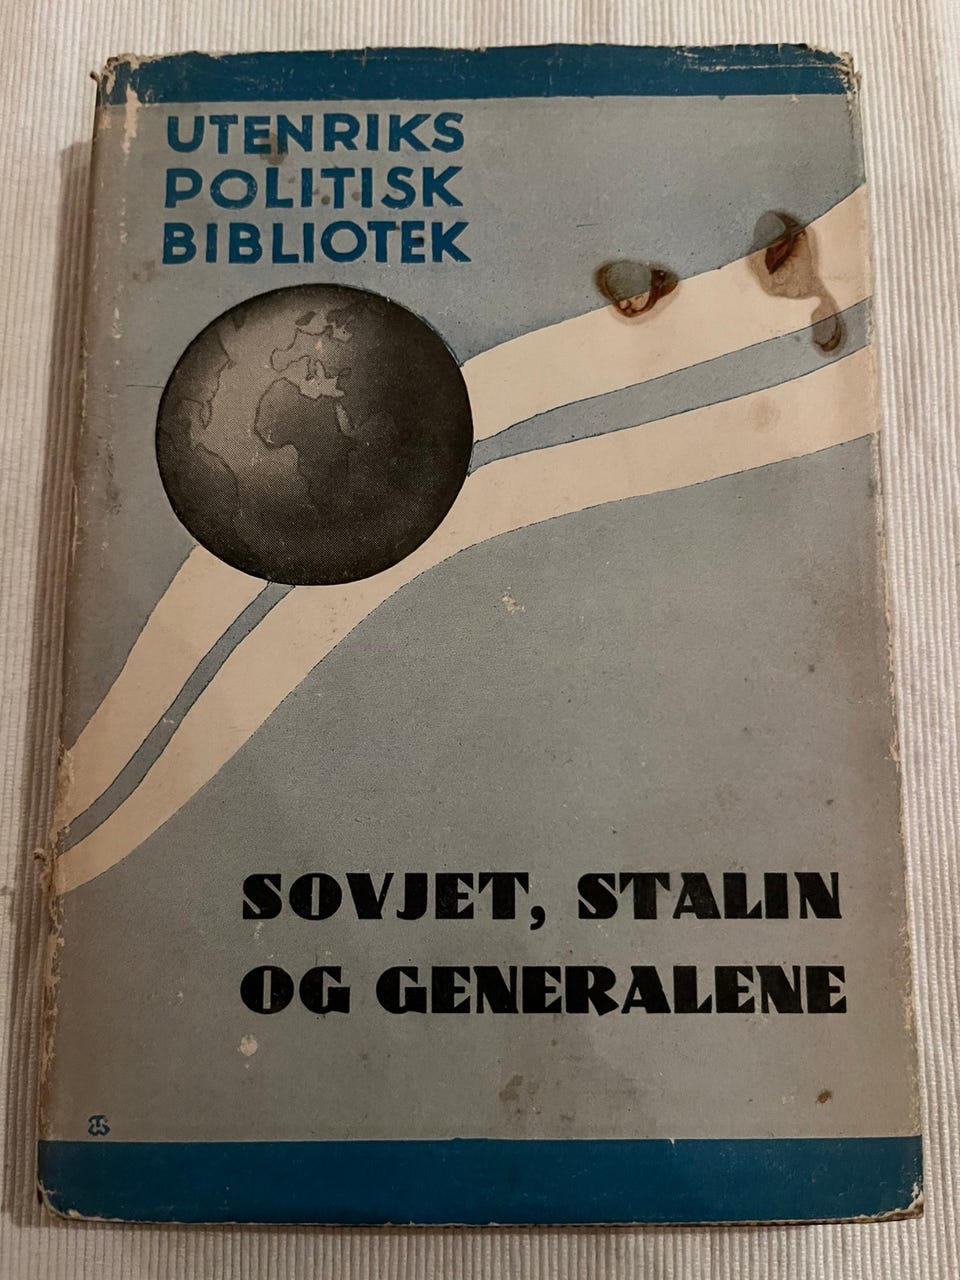 UTENRIKS
POLITISK
BIBLIOTEK
SOVJET, STALIN
OG GENERALENE